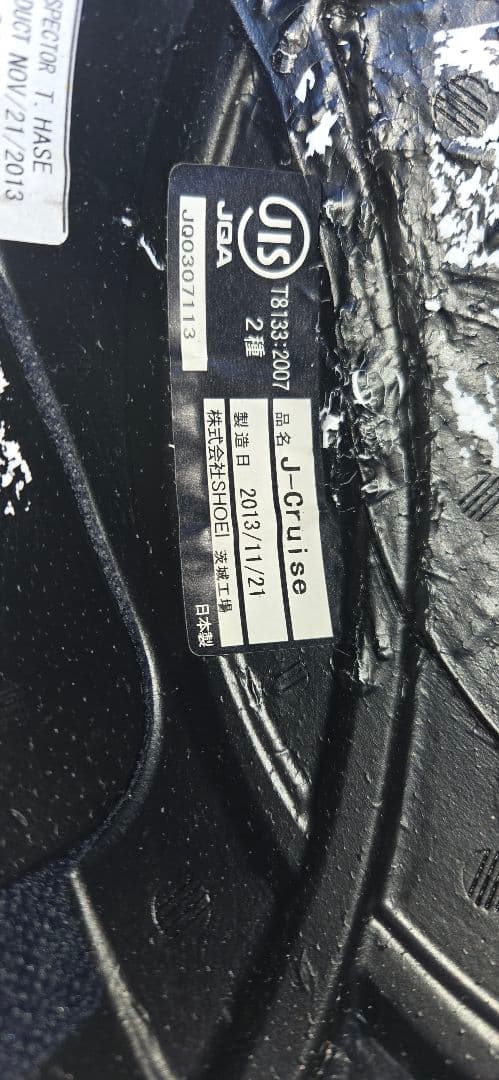 SPECTOR T. HASE
DUCT NOV/21/2013
JIS
JQA
JQ0307113
T8133:2007
2種
品名 J-Cruise
製造日 2013/11/21
株式会社SHOEI 茨城工場
日本製